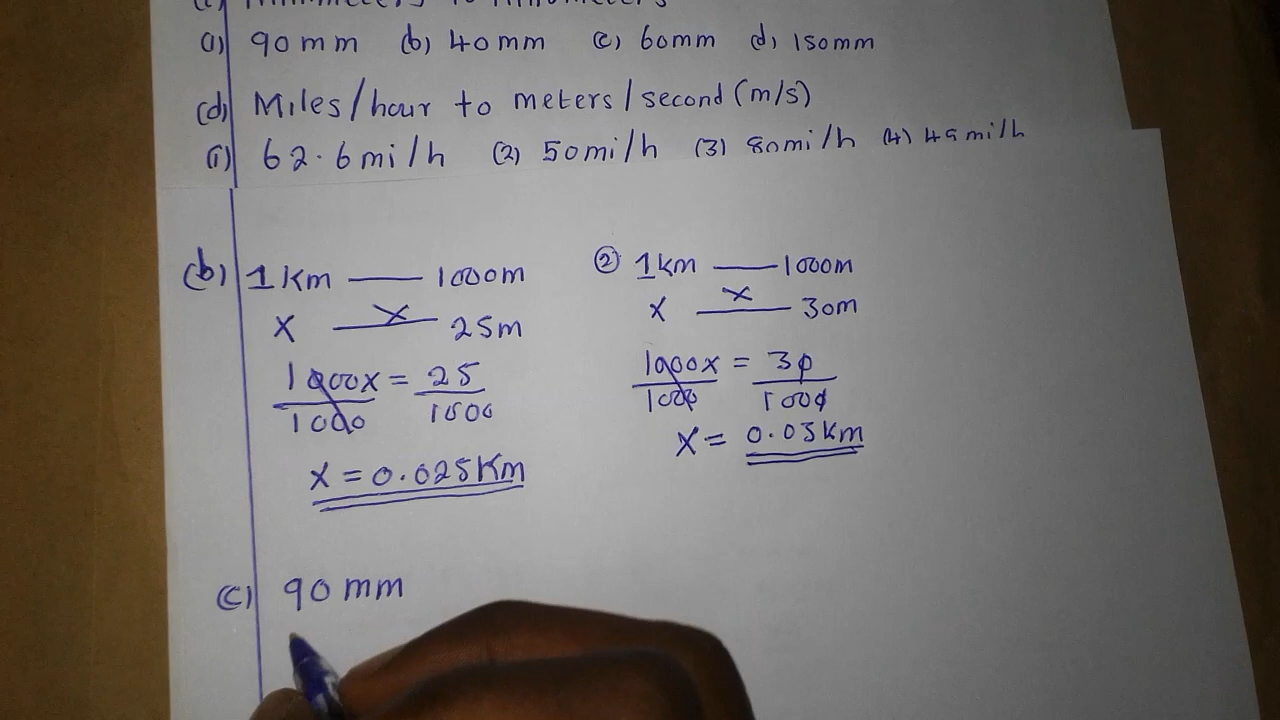 (a) 90mm (b) 40mm (c) 60mm (d) 150mm
(d) Miles/hour to meters/second (m/s)
(1) 62.6mi/h (2) 50mi/h (3) 80mi/h (4) 49mi/h
(b) 1Km — 1000m
X — 25m
1000x = 25
1000 1000
X = 0.025Km
② 1km — 1000m
X — 30m
1000x = 30
1000 1000
X = 0.03Km
(c) 90mm